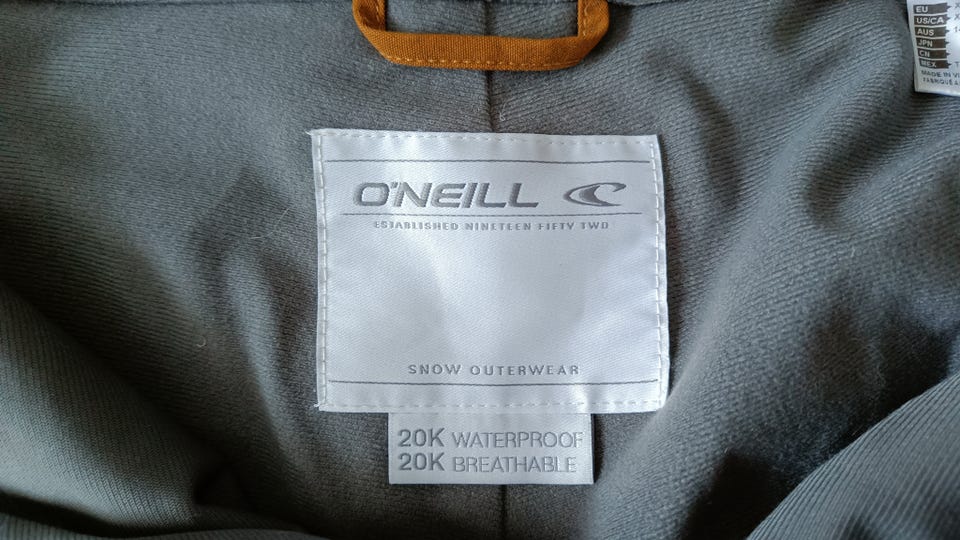 EU
US/CA
AUS
JPN
CN
MEX
MADE IN
O'NEILL
ESTABLISHED NINETEEN FIFTY TWO
SNOW OUTERWEAR
20K WATERPROOF
20K BREATHABLE